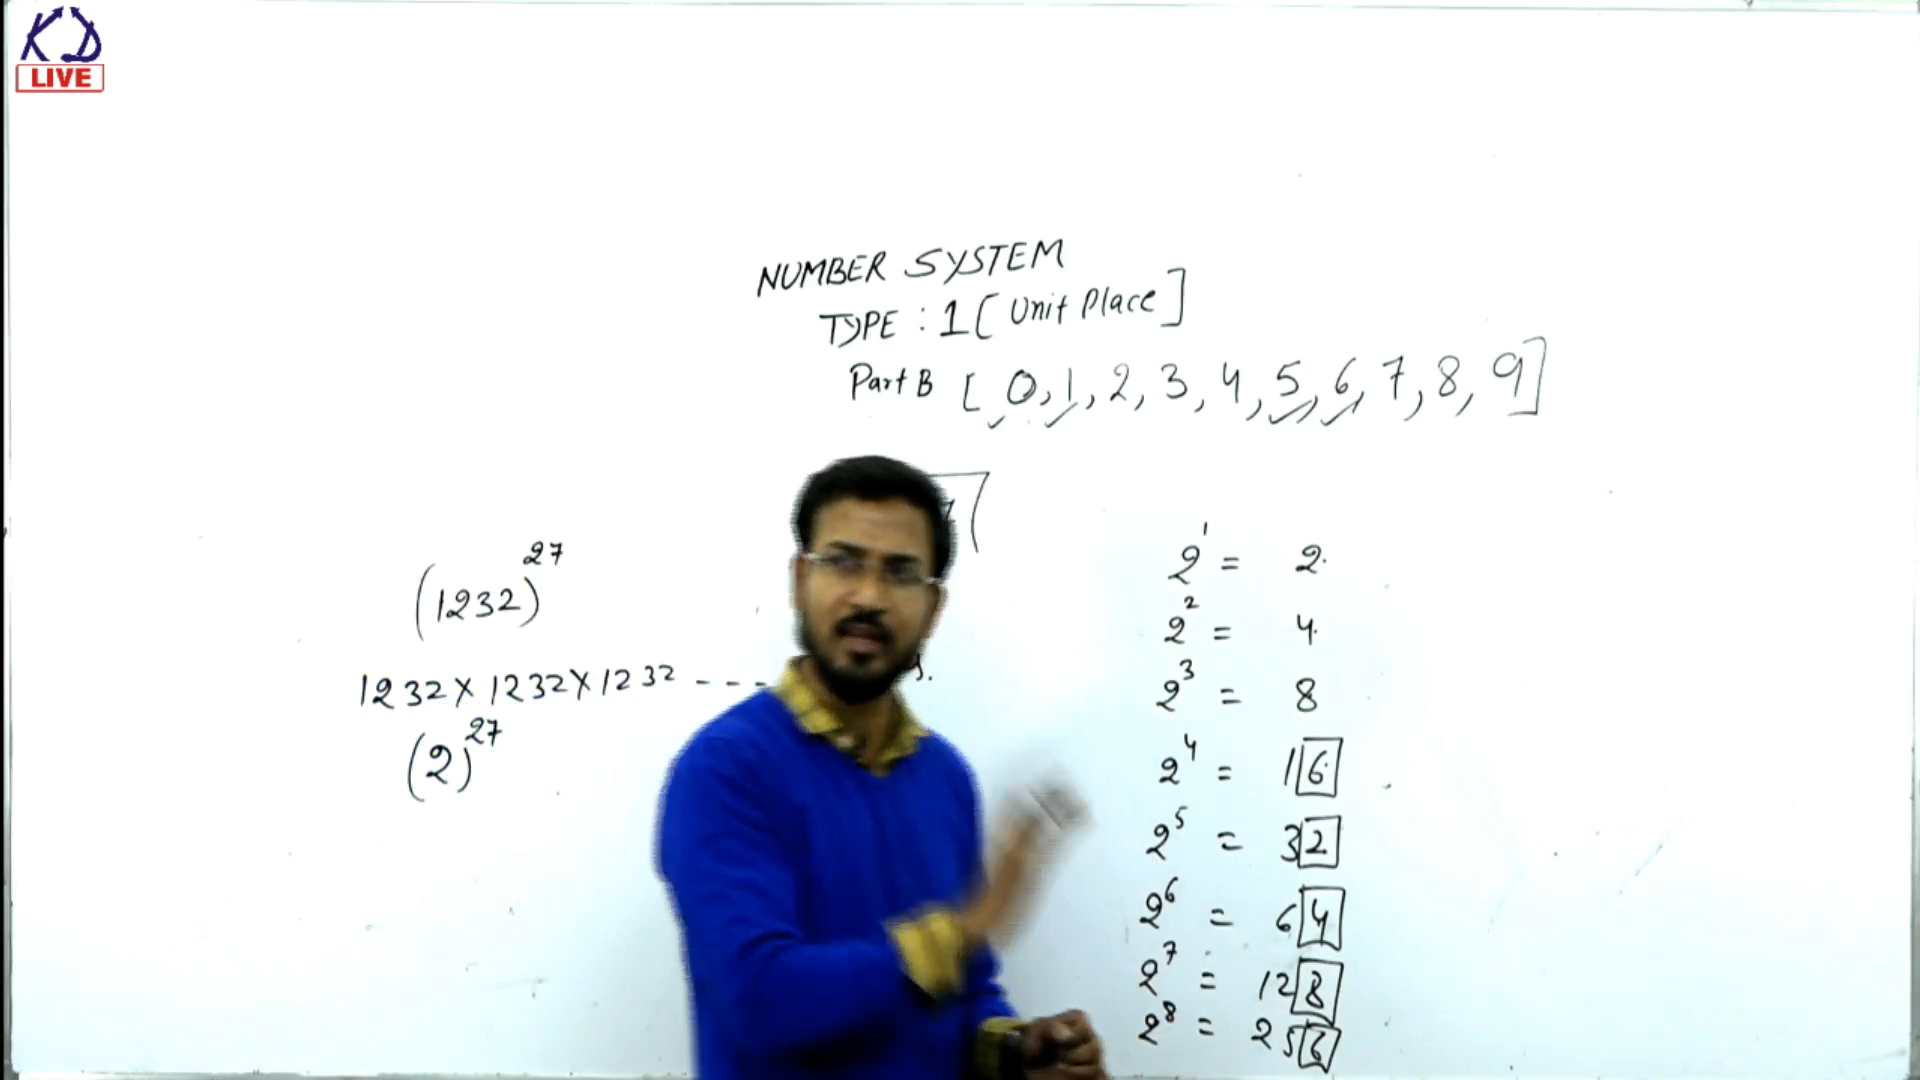 KD
LIVE
NUMBER SYSTEM
TYPE : 1 [ Unit Place ]
Part B [ 0, 1, 2, 3, 4, 5, 6, 7, 8, 9 ]
(1232)^27
1232 X 1232 X 1232 - - -
(2)^27
2^1 = 2
2^2 = 4
2^3 = 8
2^4 = 16
2^5 = 32
2^6 = 64
2^7 = 128
2^8 = 256